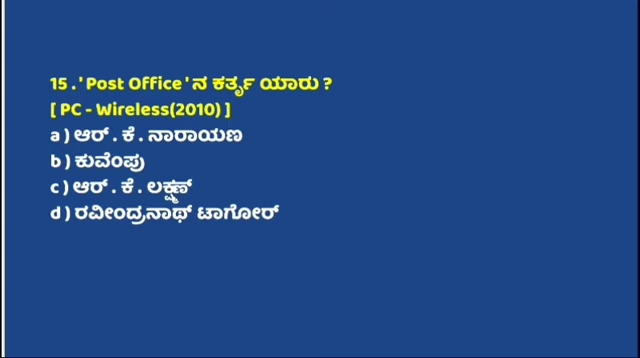 15 . ' Post Office ' ನ ಕರ್ತೃ ಯಾರು ?
[ PC - Wireless(2010) ]
a ) ಆರ್ . ಕೆ . ನಾರಾಯಣ
b ) ಕುವೆಂಪು
c ) ಆರ್ . ಕೆ . ಲಕ್ಷ್ಮಣ್
d ) ರವೀಂದ್ರನಾಥ್ ಟಾಗೋರ್